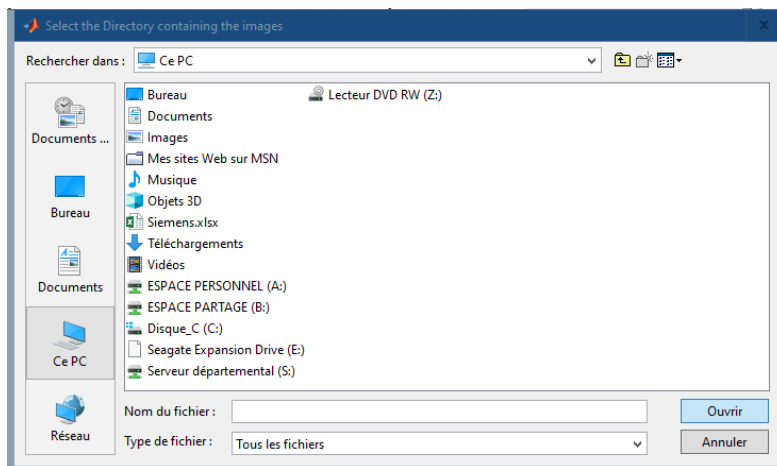 Select the Directory containing the images
x
Rechercher dans :
Ce PC
Documents ...
Bureau
Documents
Ce PC
Réseau
Bureau
Documents
Images
Mes sites Web sur MSN
Musique
Objets 3D
Siemens.xlsx
Téléchargements
Vidéos
ESPACE PERSONNEL (A:)
ESPACE PARTAGE (B:)
Disque_C (C:)
Seagate Expansion Drive (E:)
Serveur départemental (S:)
Lecteur DVD RW (Z:)
Nom du fichier :
Ouvrir
Type de fichier :
Tous les fichiers
Annuler